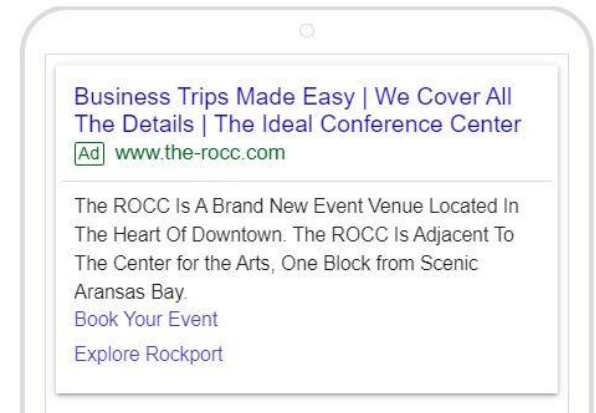 Business Trips Made Easy | We Cover All
The Details | The Ideal Conference Center
Ad www.the-rocc.com
The ROCC Is A Brand New Event Venue Located In
The Heart Of Downtown. The ROCC Is Adjacent To
The Center for the Arts, One Block from Scenic
Aransas Bay.
Book Your Event
Explore Rockport